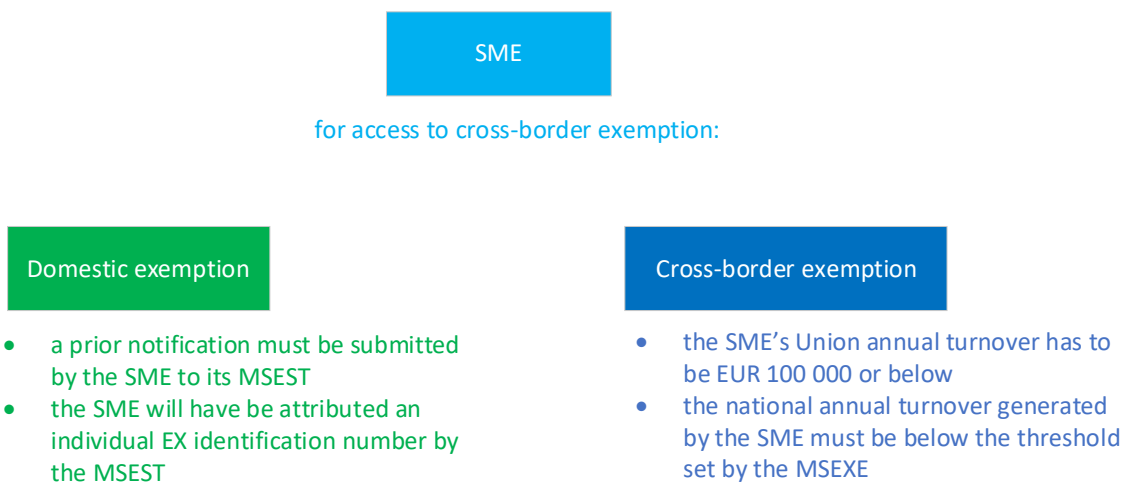 SME
for access to cross-border exemption:
Domestic exemption
• a prior notification must be submitted
by the SME to its MSEST
• the SME will have be attributed an
individual EX identification number by
the MSEST
Cross-border exemption
• the SME’s Union annual turnover has to
be EUR 100 000 or below
• the national annual turnover generated
by the SME must be below the threshold
set by the MSEXE